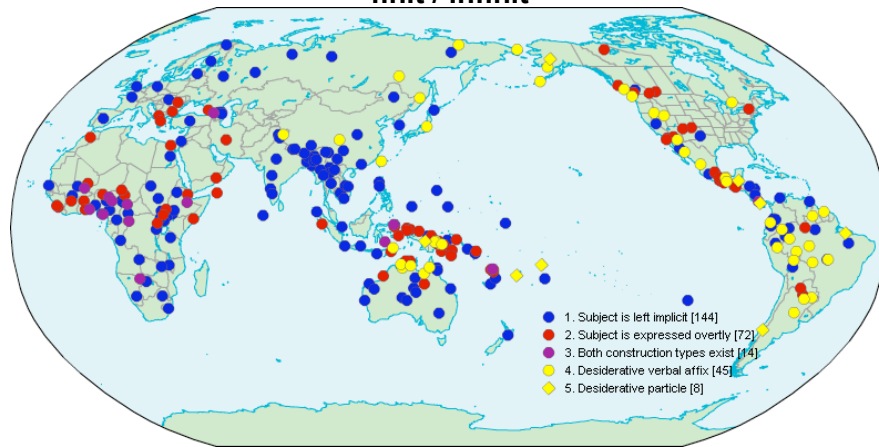 1. Subject is left implicit [144]
2. Subject is expressed overtly [72]
3. Both construction types exist [14]
4. Desiderative verbal affix [45]
5. Desiderative particle [8]